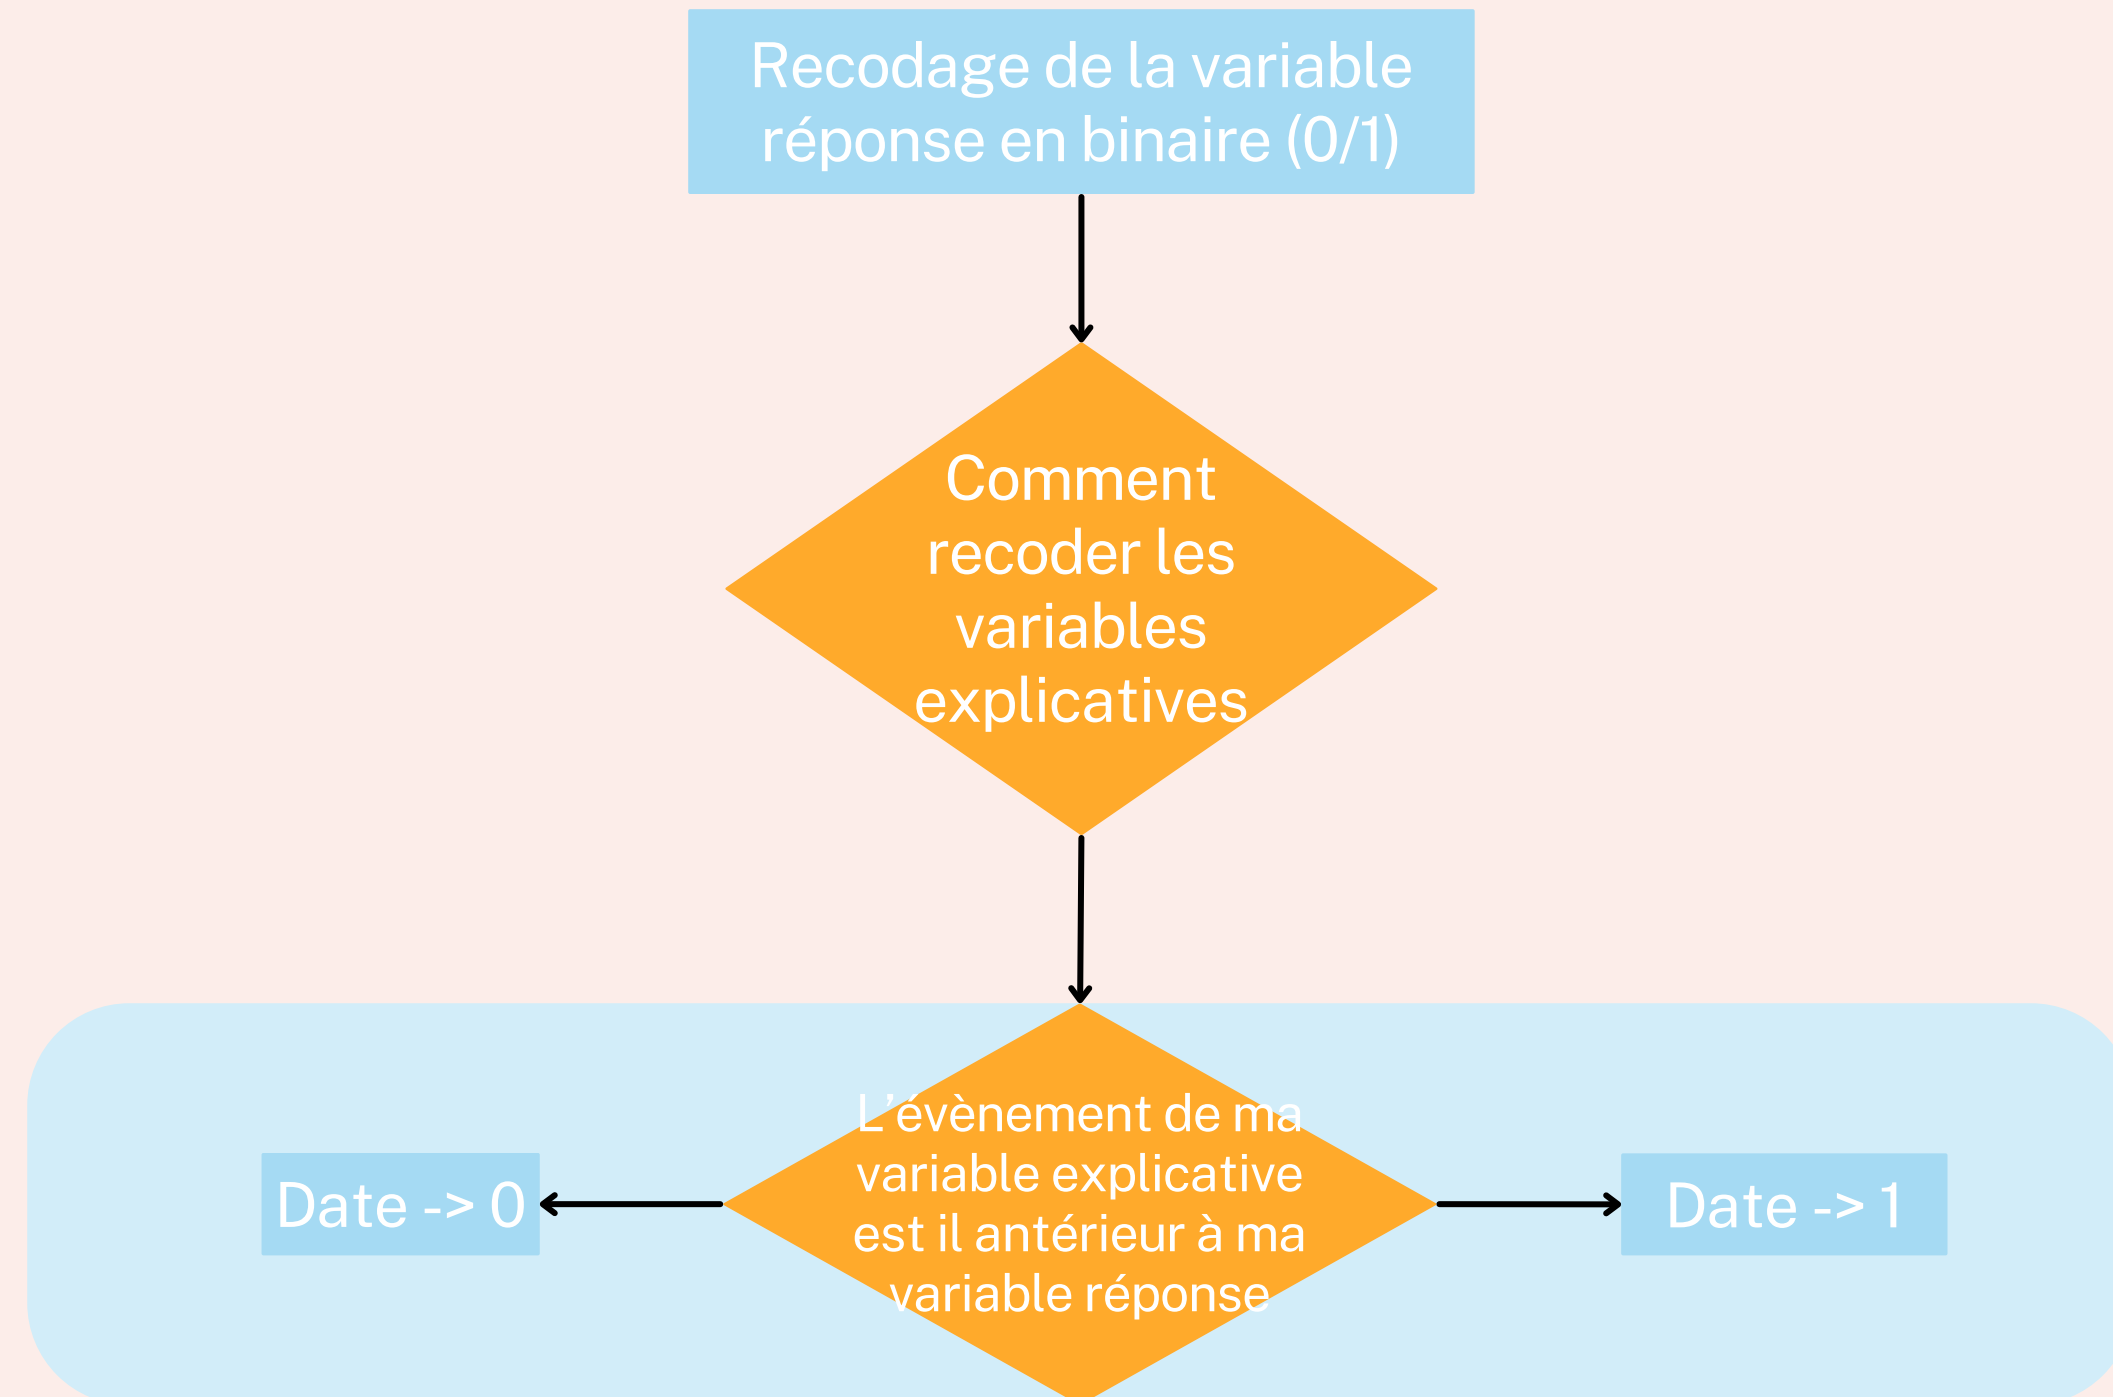 Recodage de la variable
réponse en binaire (0/1)
Comment
recoder les
variables
explicatives
L’évènement de ma
variable explicative
est il antérieur à ma
variable réponse
Date -> 0
Date -> 1